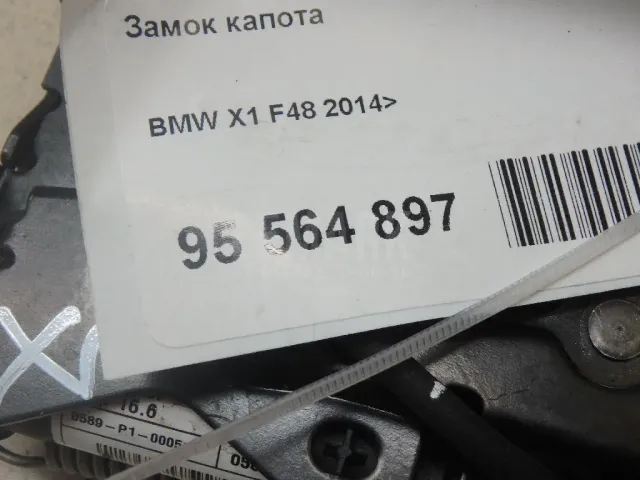 Замок капота
BMW X1 F48 2014>
95 564 897
16.6
0589-P1-0005